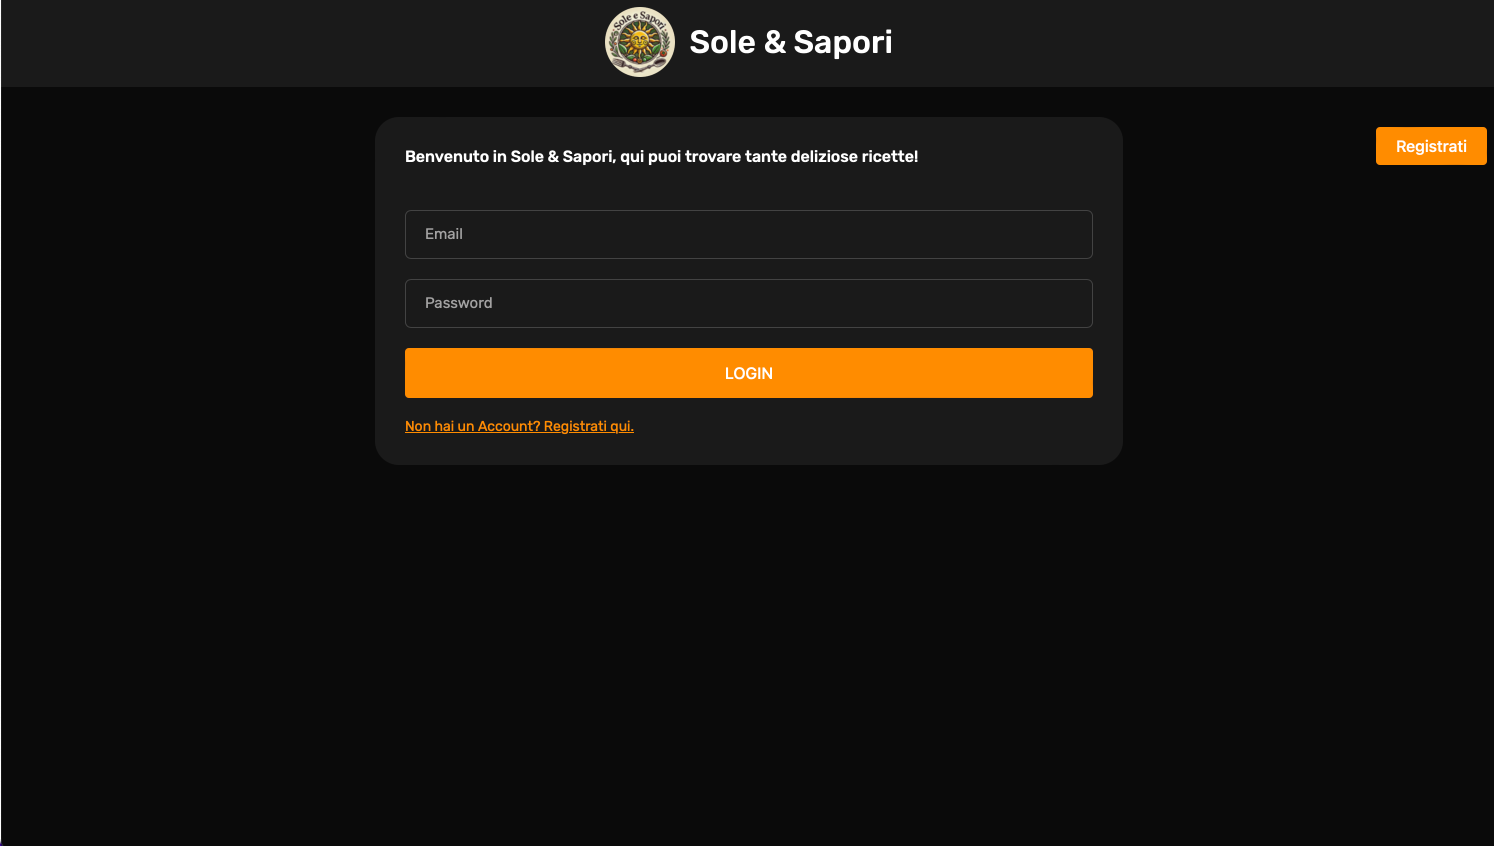 Sole e Sapori
Sole & Sapori
Benvenuto in Sole & Sapori, qui puoi trovare tante deliziose ricette!
Registrati
Email
Password
LOGIN
Non hai un Account? Registrati qui.